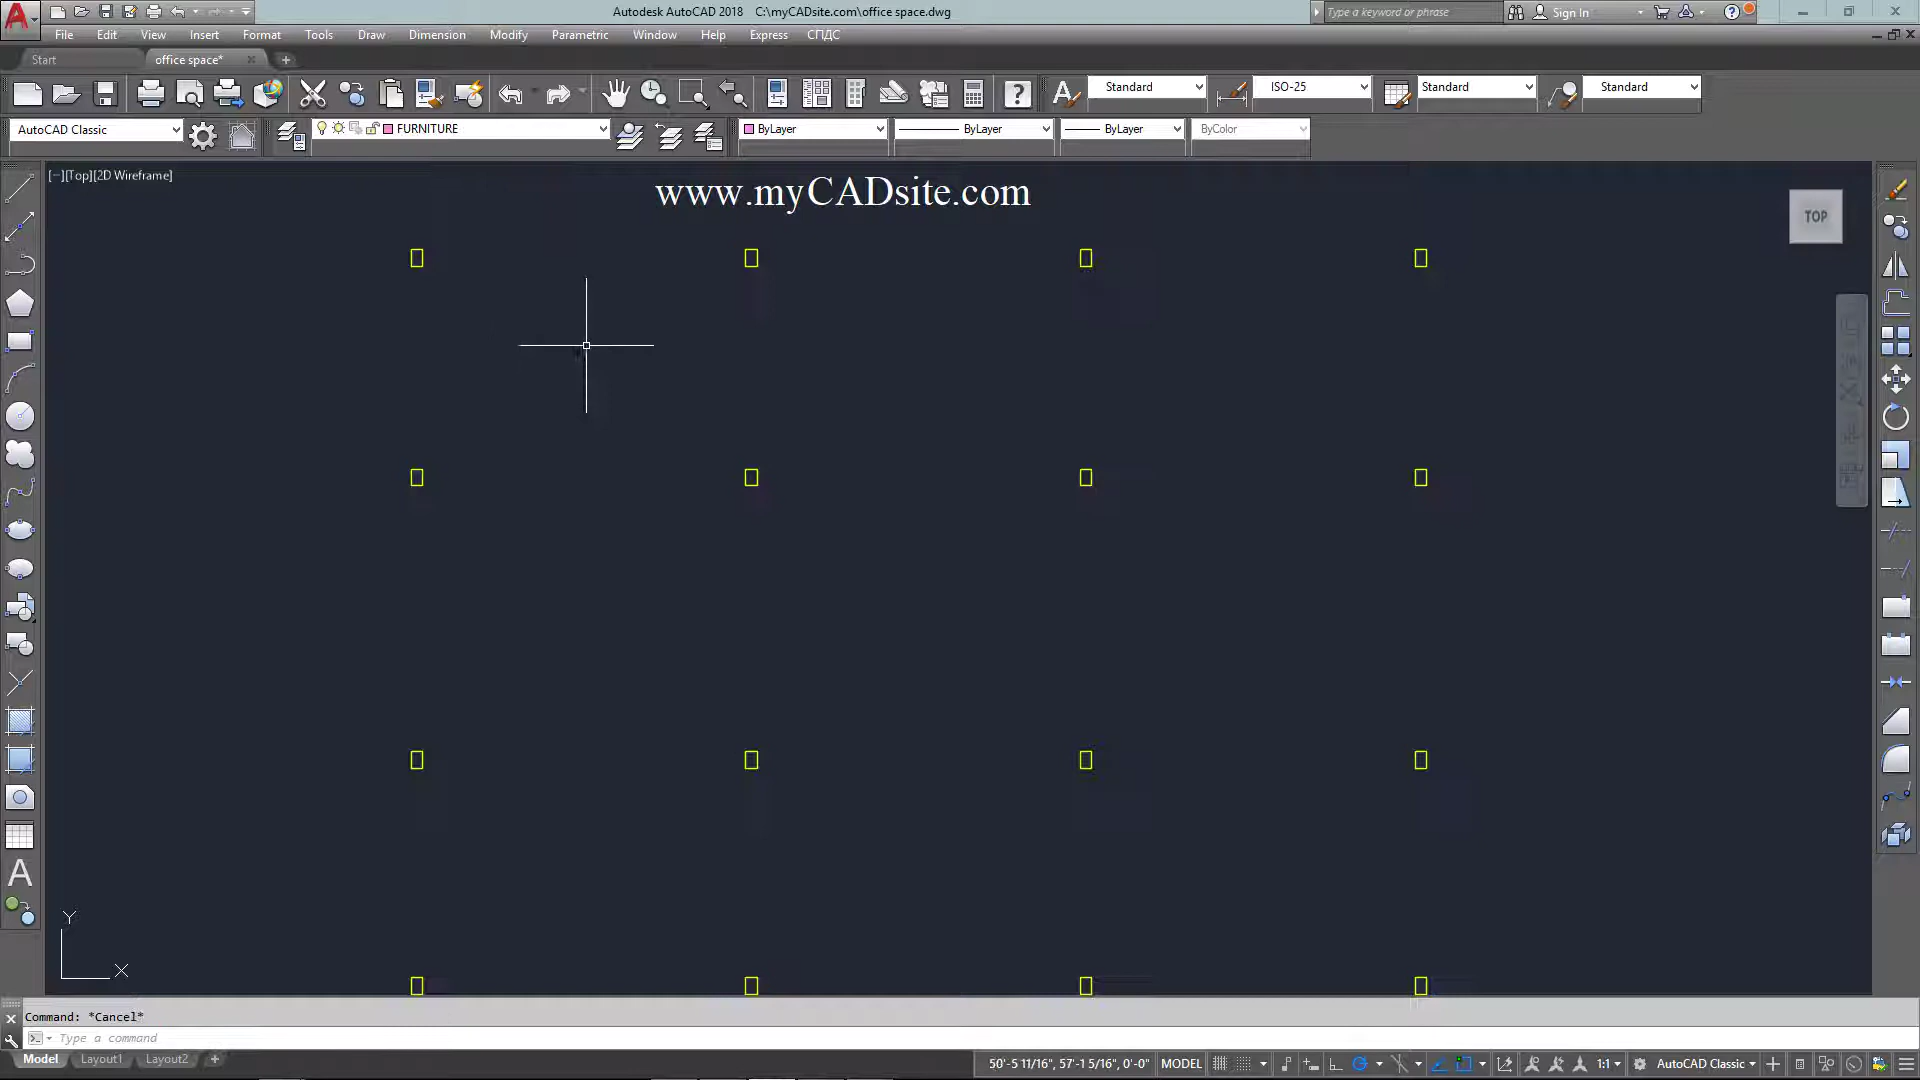 Autodesk AutoCAD 2018   C:\myCADsite.com\office space.dwg
Type a keyword or phrase
Sign In
File Edit View Insert Format Tools Draw Dimension Modify Parametric Window Help Express СПДС
Start
office space*
Standard
ISO-25
Standard
Standard
AutoCAD Classic
FURNITURE
ByLayer
ByLayer
ByLayer
ByColor
[−][Top][2D Wireframe]
www.myCADsite.com
TOP
Y
X
Command: *Cancel*
Type a command
Model Layout1 Layout2
50'-5 11/16", 57'-1 5/16", 0'-0"
MODEL
1:1
AutoCAD Classic